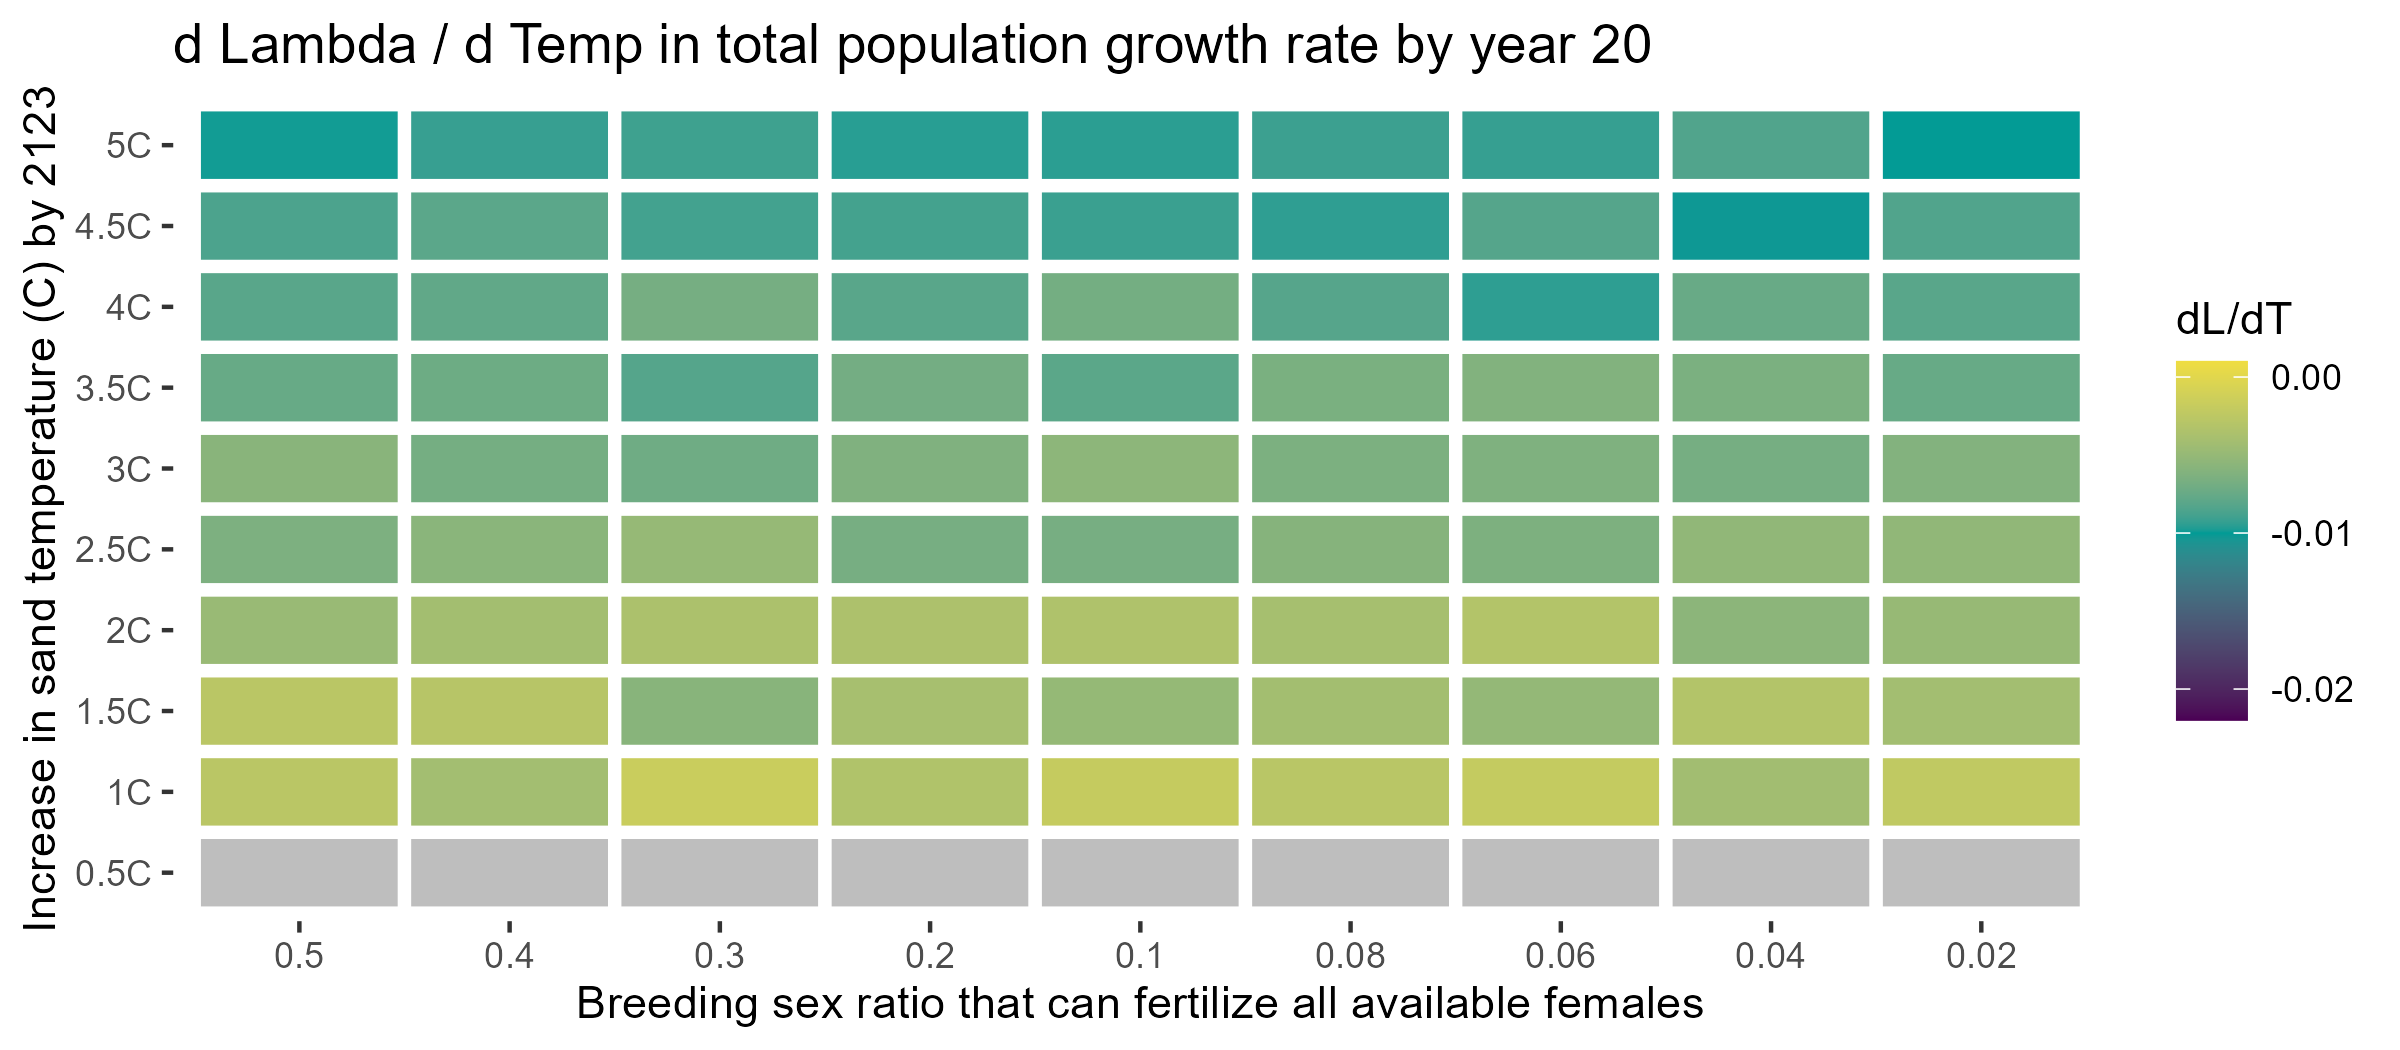 d Lambda / d Temp in total population growth rate by year 20
Increase in sand temperature (C) by 2123
5C
4.5C
4C
3.5C
3C
2.5C
2C
1.5C
1C
0.5C
0.5 0.4 0.3 0.2 0.1 0.08 0.06 0.04 0.02
Breeding sex ratio that can fertilize all available females
dL/dT
0.00
-0.01
-0.02